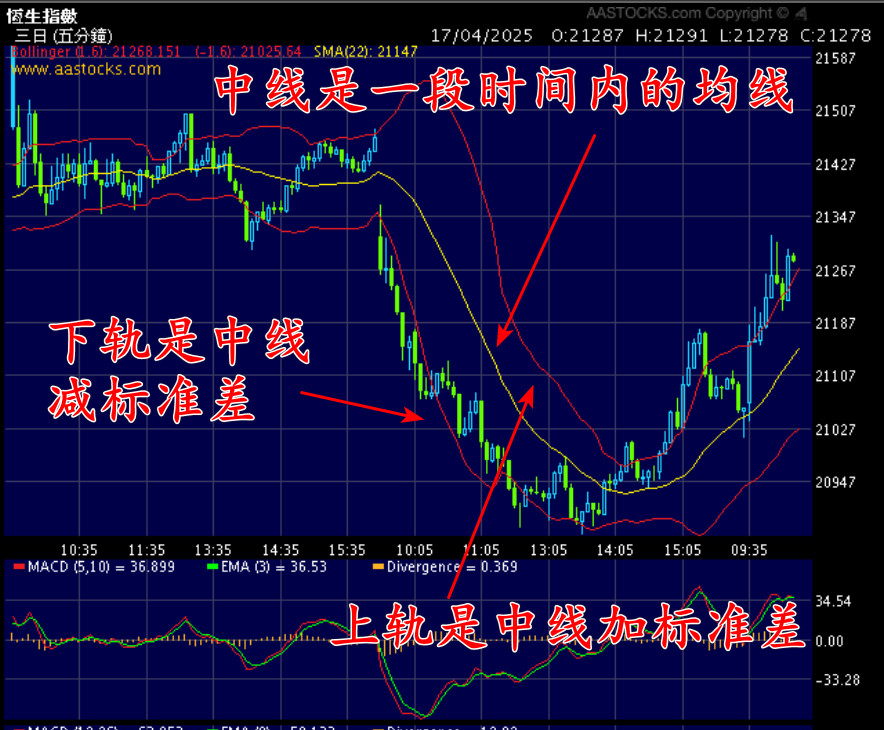 AASTOCKS.com Copyright ©
恆生指數
三日 (五分鐘)
17/04/2025 O:21287 H:21291 L:21278 C:21278
Bollinger (1.6): 21268.151 (-1.6): 21025.64 SMA(22): 21147
www.aastocks.com
中线是一段时间内的均线
21587
21507
21427
21347
21267
21187
21107
21027
20947
下轨是中线
减标准差
10:35 11:35 13:35 14:35 15:35 10:05 11:05 13:05 14:05 15:05 09:35
MACD (5,10) = 36.899 EMA (3) = 36.53 Divergence = 0.369
上轨是中线加标准差
34.54
0.00
-33.28